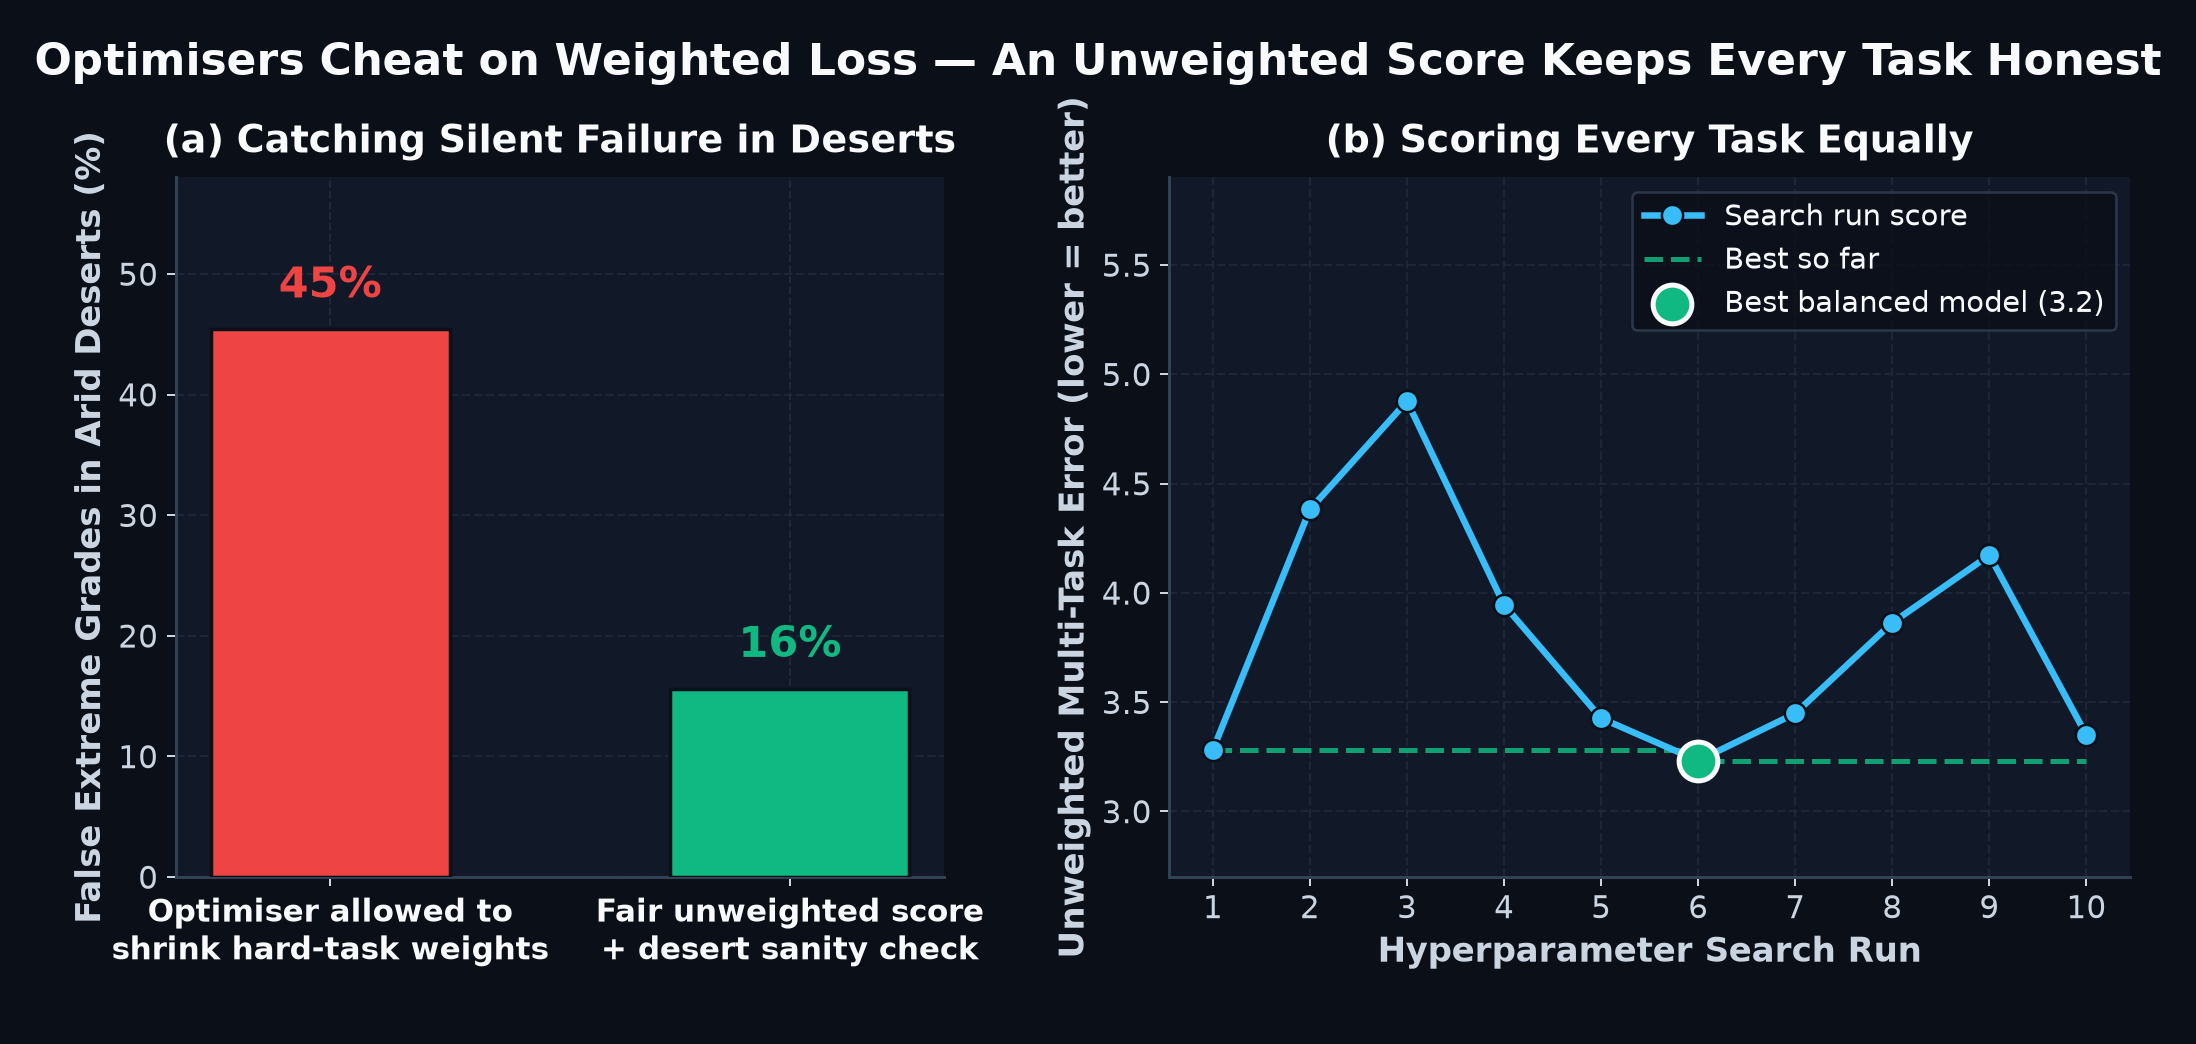 Optimisers Cheat on Weighted Loss — An Unweighted Score Keeps Every Task Honest
(a) Catching Silent Failure in Deserts
False Extreme Grades in Arid Deserts (%)
50
40
30
20
10
0
45%
16%
Optimiser allowed to
shrink hard-task weights
Fair unweighted score
+ desert sanity check
(b) Scoring Every Task Equally
Unweighted Multi-Task Error (lower = better)
5.5
5.0
4.5
4.0
3.5
3.0
Search run score
Best so far
Best balanced model (3.2)
1 2 3 4 5 6 7 8 9 10
Hyperparameter Search Run